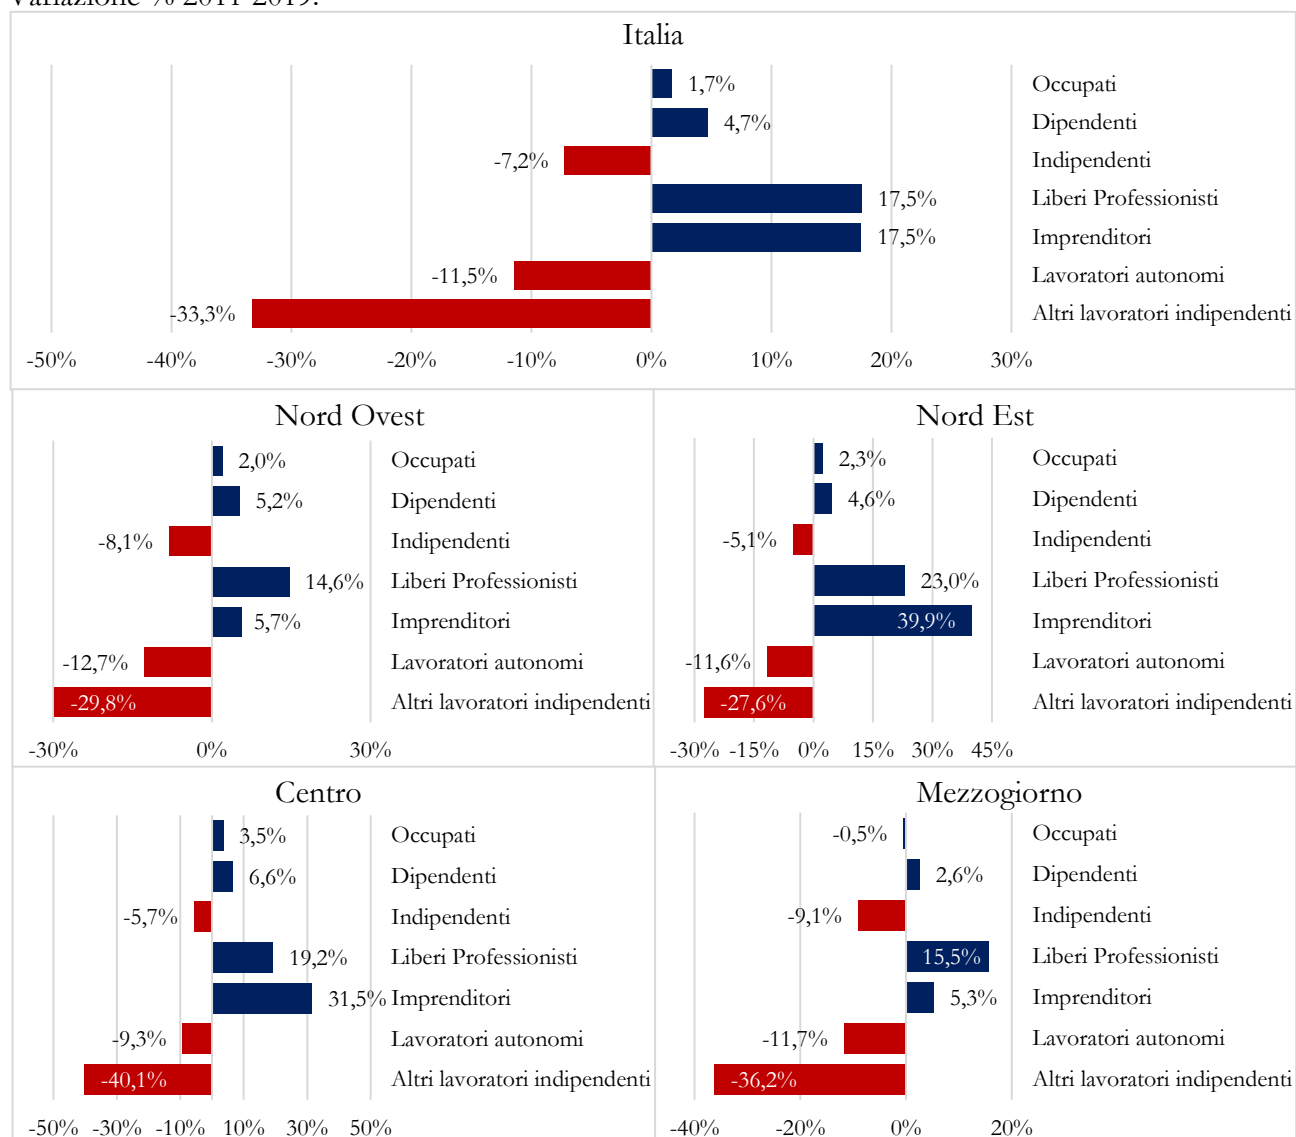 Variazione % 2011-2019.
Italia
1,7% Occupati
4,7% Dipendenti
-7,2% Indipendenti
17,5% Liberi Professionisti
17,5% Imprenditori
-11,5% Lavoratori autonomi
-33,3% Altri lavoratori indipendenti
-50% -40% -30% -20% -10% 0% 10% 20% 30%
Nord Ovest
2,0% Occupati
5,2% Dipendenti
-8,1% Indipendenti
14,6% Liberi Professionisti
5,7% Imprenditori
-12,7% Lavoratori autonomi
-29,8% Altri lavoratori indipendenti
-30% 0% 30%
Nord Est
2,3% Occupati
4,6% Dipendenti
-5,1% Indipendenti
23,0% Liberi Professionisti
39,9% Imprenditori
-11,6% Lavoratori autonomi
-27,6% Altri lavoratori indipendenti
-30% -15% 0% 15% 30% 45%
Centro
3,5% Occupati
6,6% Dipendenti
-5,7% Indipendenti
19,2% Liberi Professionisti
31,5% Imprenditori
-9,3% Lavoratori autonomi
-40,1% Altri lavoratori indipendenti
-50% -30% -10% 10% 30% 50%
Mezzogiorno
-0,5% Occupati
2,6% Dipendenti
-9,1% Indipendenti
15,5% Liberi Professionisti
5,3% Imprenditori
-11,7% Lavoratori autonomi
-36,2% Altri lavoratori indipendenti
-40% -20% 0% 20%